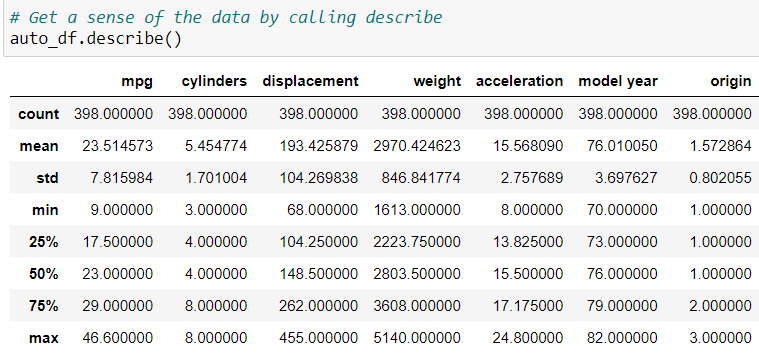 # Get a sense of the data by calling describe
auto_df.describe()
mpg cylinders displacement weight acceleration model year origin
count 398.000000 398.000000 398.000000 398.000000 398.000000 398.000000 398.000000
mean 23.514573 5.454774 193.425879 2970.424623 15.568090 76.010050 1.572864
std 7.815984 1.701004 104.269838 846.841774 2.757689 3.697627 0.802055
min 9.000000 3.000000 68.000000 1613.000000 8.000000 70.000000 1.000000
25% 17.500000 4.000000 104.250000 2223.750000 13.825000 73.000000 1.000000
50% 23.000000 4.000000 148.500000 2803.500000 15.500000 76.000000 1.000000
75% 29.000000 8.000000 262.000000 3608.000000 17.175000 79.000000 2.000000
max 46.600000 8.000000 455.000000 5140.000000 24.800000 82.000000 3.000000